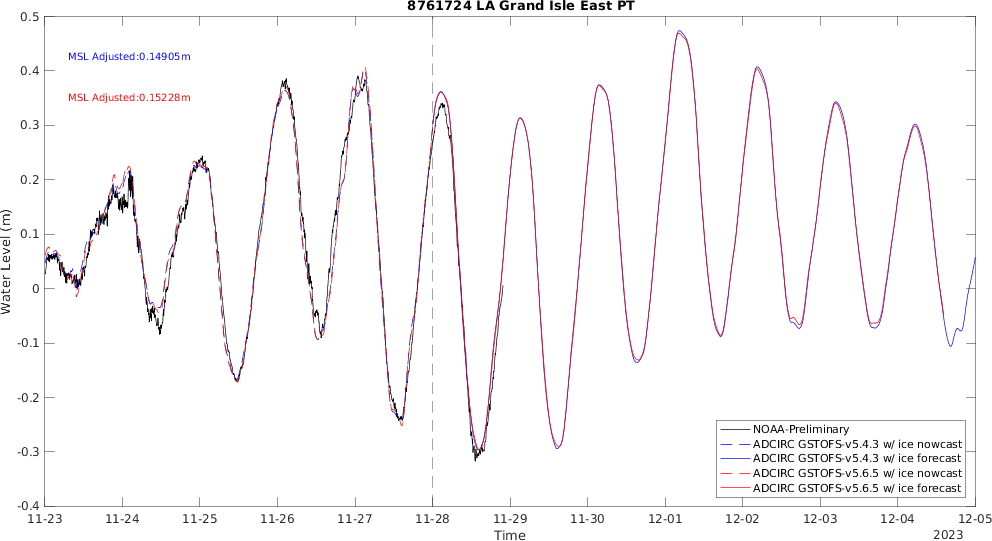 8761724 LA Grand Isle East PT
MSL Adjusted:0.14905m
MSL Adjusted:0.15228m
Water Level (m)
0.5
0.4
0.3
0.2
0.1
0
-0.1
-0.2
-0.3
-0.4
NOAA-Preliminary
ADCIRC GSTOFS-v5.4.3 w/ ice nowcast
ADCIRC GSTOFS-v5.4.3 w/ ice forecast
ADCIRC GSTOFS-v5.6.5 w/ ice nowcast
ADCIRC GSTOFS-v5.6.5 w/ ice forecast
11-23 11-24 11-25 11-26 11-27 11-28 11-29 11-30 12-01 12-02 12-03 12-04 12-05
Time
2023